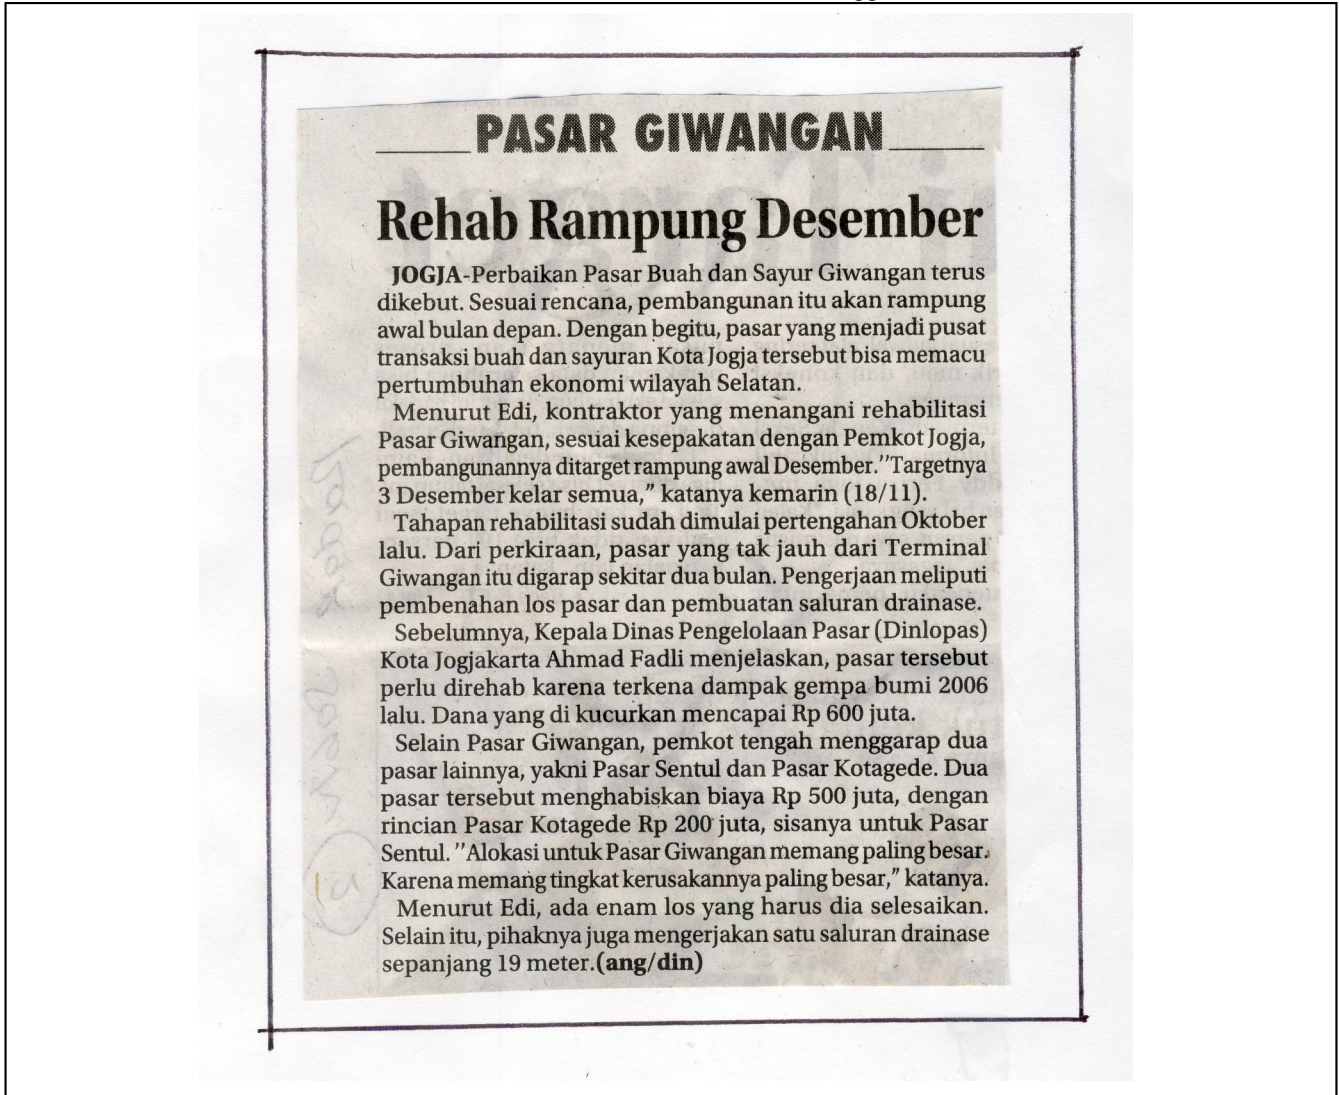 PASAR GIWANGAN
Rehab Rampung Desember
JOGJA-Perbaikan Pasar Buah dan Sayur Giwangan terus
dikebut. Sesuai rencana, pembangunan itu akan rampung
awal bulan depan. Dengan begitu, pasar yang menjadi pusat
transaksi buah dan sayuran Kota Jogja tersebut bisa memacu
pertumbuhan ekonomi wilayah Selatan.
Menurut Edi, kontraktor yang menangani rehabilitasi
Pasar Giwangan, sesuai kesepakatan dengan Pemkot Jogja,
pembangunannya ditarget rampung awal Desember."Targetnya
3 Desember kelar semua," katanya kemarin (18/11).
Tahapan rehabilitasi sudah dimulai pertengahan Oktober
lalu. Dari perkiraan, pasar yang tak jauh dari Terminal
Giwangan itu digarap sekitar dua bulan. Pengerjaan meliputi
pembenahan los pasar dan pembuatan saluran drainase.
Sebelumnya, Kepala Dinas Pengelolaan Pasar (Dinlopas)
Kota Jogjakarta Ahmad Fadli menjelaskan, pasar tersebut
perlu direhab karena terkena dampak gempa bumi 2006
lalu. Dana yang di kucurkan mencapai Rp 600 juta.
Selain Pasar Giwangan, pemkot tengah menggarap dua
pasar lainnya, yakni Pasar Sentul dan Pasar Kotagede. Dua
pasar tersebut menghabiskan biaya Rp 500 juta, dengan
rincian Pasar Kotagede Rp 200 juta, sisanya untuk Pasar
Sentul. "Alokasi untuk Pasar Giwangan memang paling besar.
Karena memang tingkat kerusakannya paling besar," katanya.
Menurut Edi, ada enam los yang harus dia selesaikan.
Selain itu, pihaknya juga mengerjakan satu saluran drainase
sepanjang 19 meter.(ang/din)